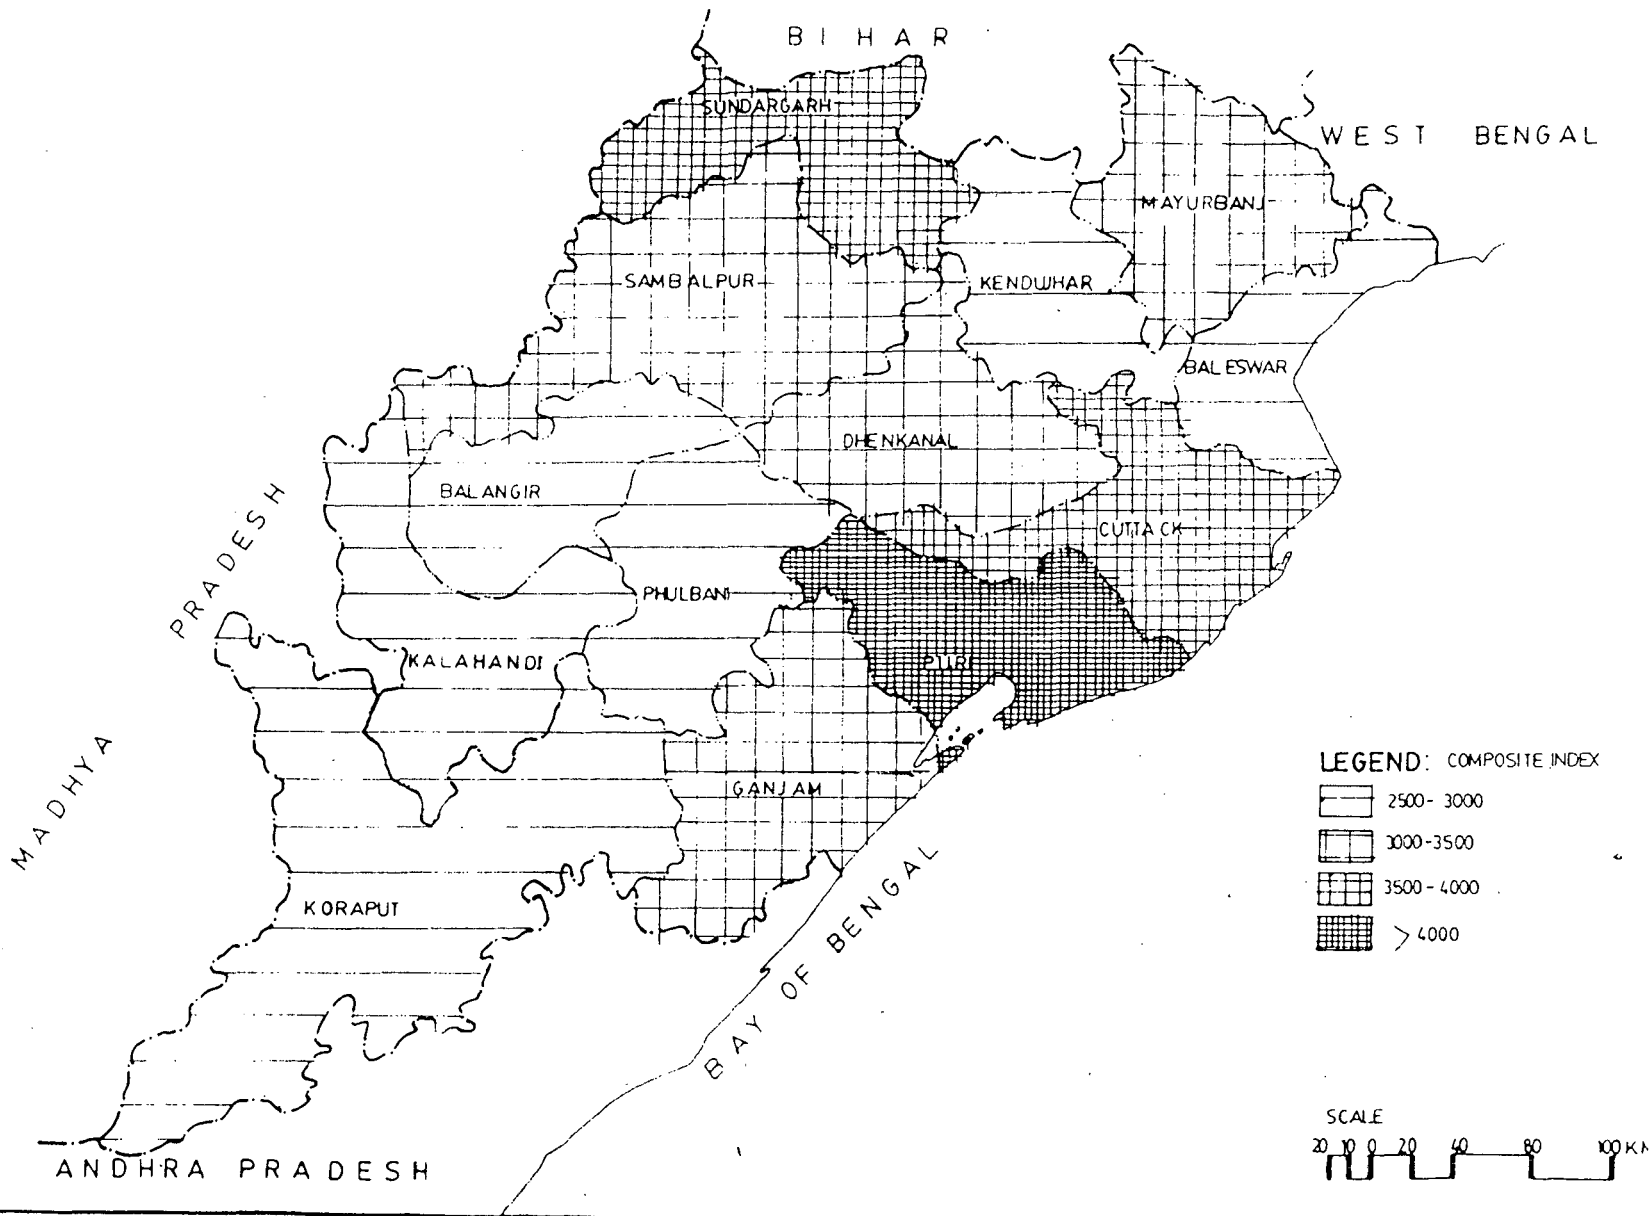 BIHAR
WEST BENGAL
SUNDARGARH
MAYURBANJ
SAMBALPUR
KENDUJHAR
BALESWAR
DHENKANAL
BALANGIR
CUTTACK
PHULBANI
KALAHANDI
PURI
GANJAM
KORAPUT
MADHYA PRADESH
BAY OF BENGAL
ANDHRA PRADESH
LEGEND: COMPOSITE INDEX
2500 - 3000
3000-3500
3500 - 4000
> 4000
SCALE
20 10 0 20 40 80 100 KM